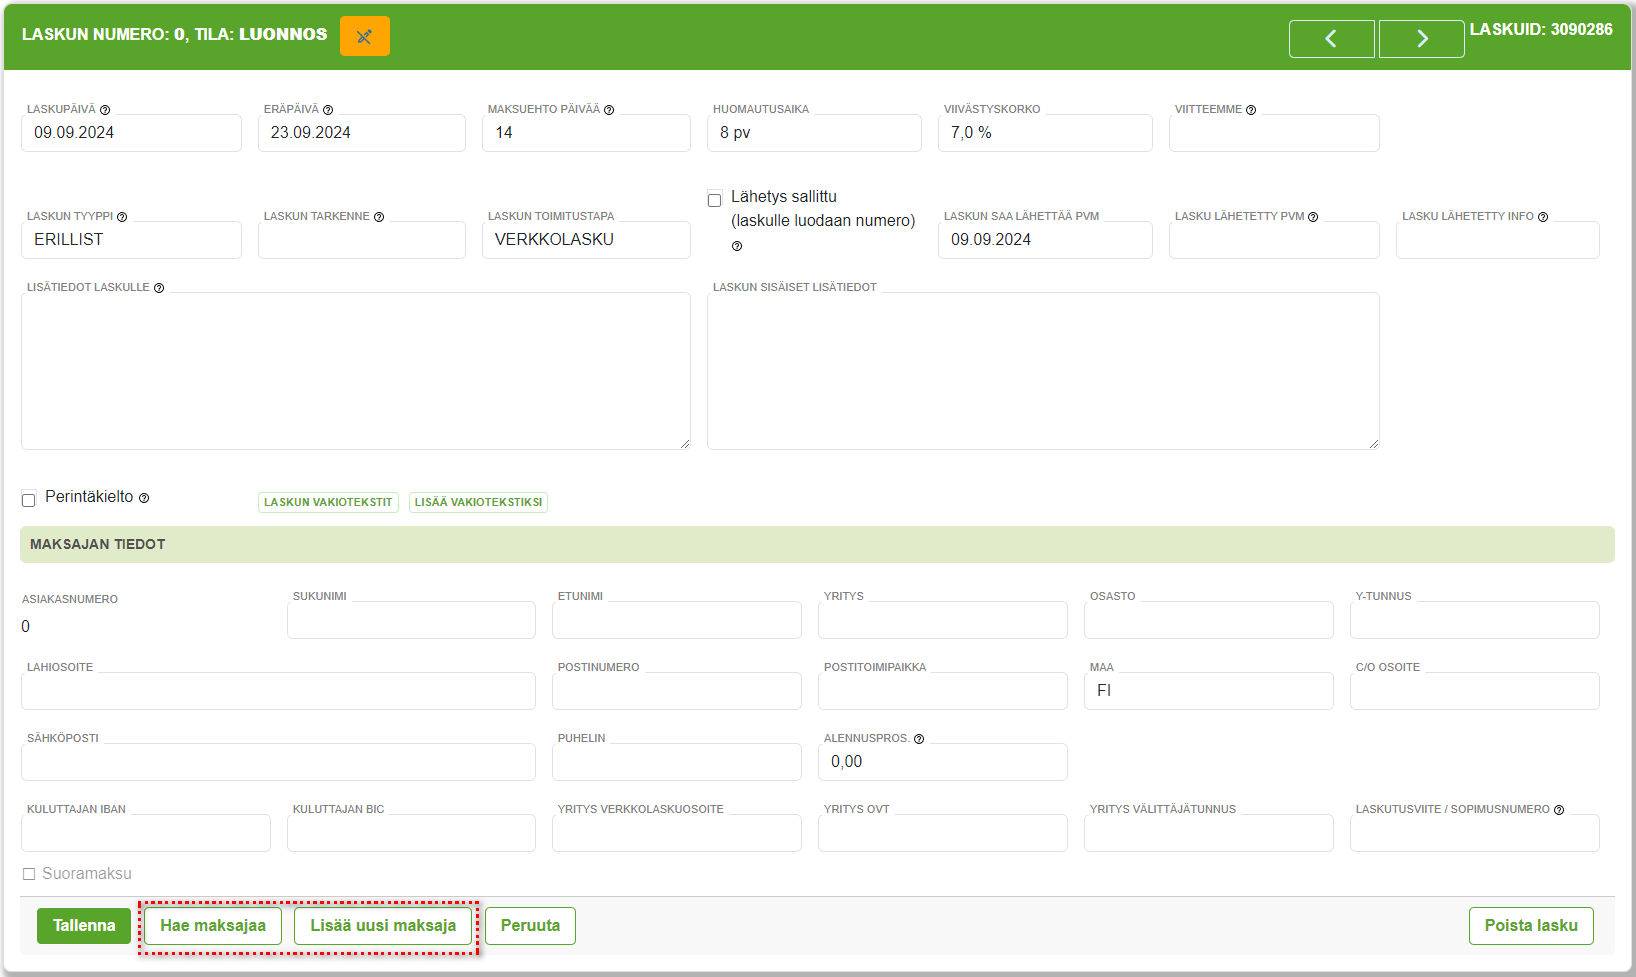 LASKUN NUMERO: 0, TILA: LUONNOS
LASKUID: 3090286
LASKUPÄIVÄ
ERÄPÄIVÄ
MAKSUEHTO PÄIVÄÄ
HUOMAUTUSAIKA
VIIVÄSTYSKORKO
VIITTEEMME
09.09.2024
23.09.2024
14
8 pv
7,0 %
Lähetys sallittu
(laskulle luodaan numero)
LASKUN TYYPPI
LASKUN TARKENNE
LASKUN TOIMITUSTAPA
LASKUN SAA LÄHETTÄÄ PVM
LASKU LÄHETETTY PVM
LASKU LÄHETETTY INFO
ERILLIST
VERKKOLASKU
09.09.2024
LISÄTIEDOT LASKULLE
LASKUN SISÄISET LISÄTIEDOT
Perintäkielto
LASKUN VAKIOTEKSTIT
LISÄÄ VAKIOTEKSTIKSI
MAKSAJAN TIEDOT
ASIAKASNUMERO
SUKUNIMI
ETUNIMI
YRITYS
OSASTO
Y-TUNNUS
0
LAHIOSOITE
POSTINUMERO
POSTITOIMIPAIKKA
MAA
C/O OSOITE
FI
SÄHKÖPOSTI
PUHELIN
ALENNUSPROS.
0,00
KULUTTAJAN IBAN
KULUTTAJAN BIC
YRITYS VERKKOLASKUOSOITE
YRITYS OVT
YRITYS VÄLITTÄJÄTUNNUS
LASKUTUSVIITE / SOPIMUSNUMERO
Suoramaksu
Tallenna
Hae maksajaa
Lisää uusi maksaja
Peruuta
Poista lasku